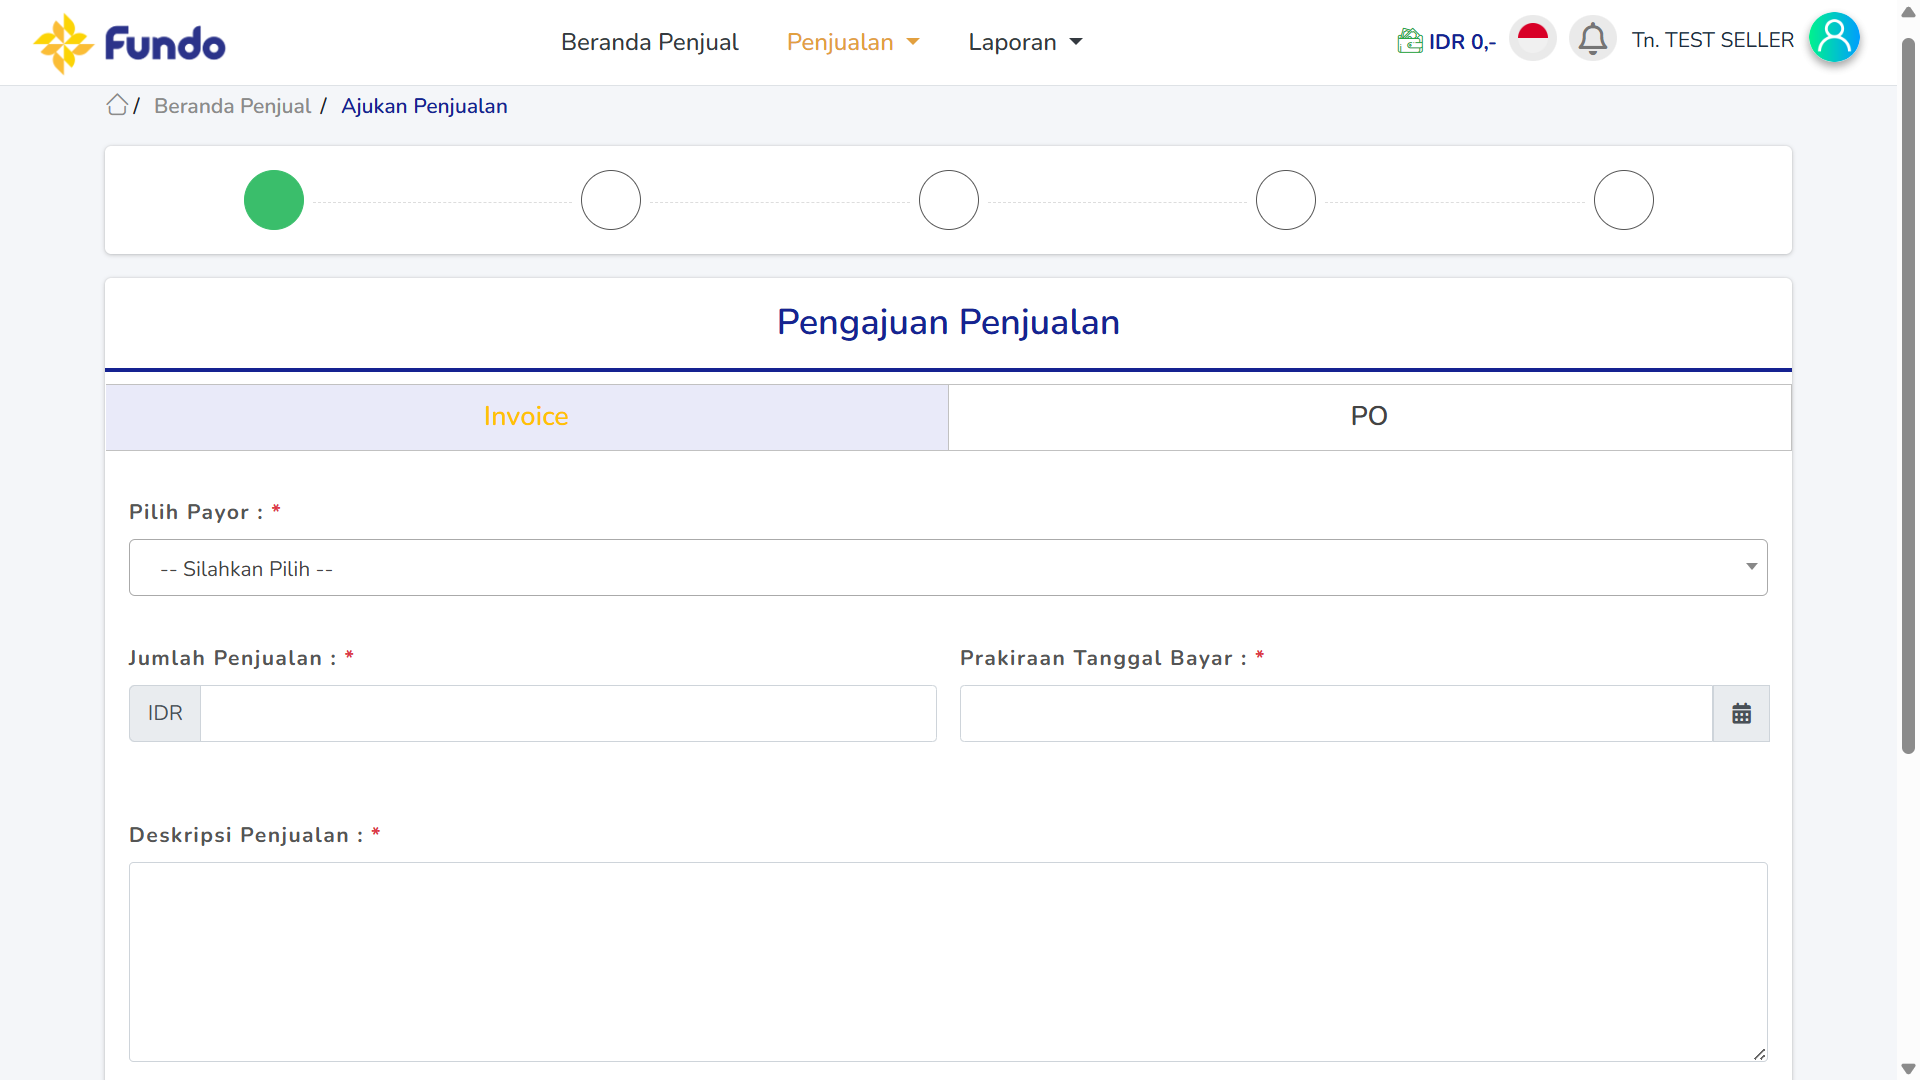 Fundo
Beranda Penjual
Penjualan
Laporan
IDR 0,-
Tn. TEST SELLER
/ Beranda Penjual / Ajukan Penjualan
Pengajuan Penjualan
Invoice
PO
Pilih Payor : *
-- Silahkan Pilih --
Jumlah Penjualan : *
Prakiraan Tanggal Bayar : *
IDR
Deskripsi Penjualan : *